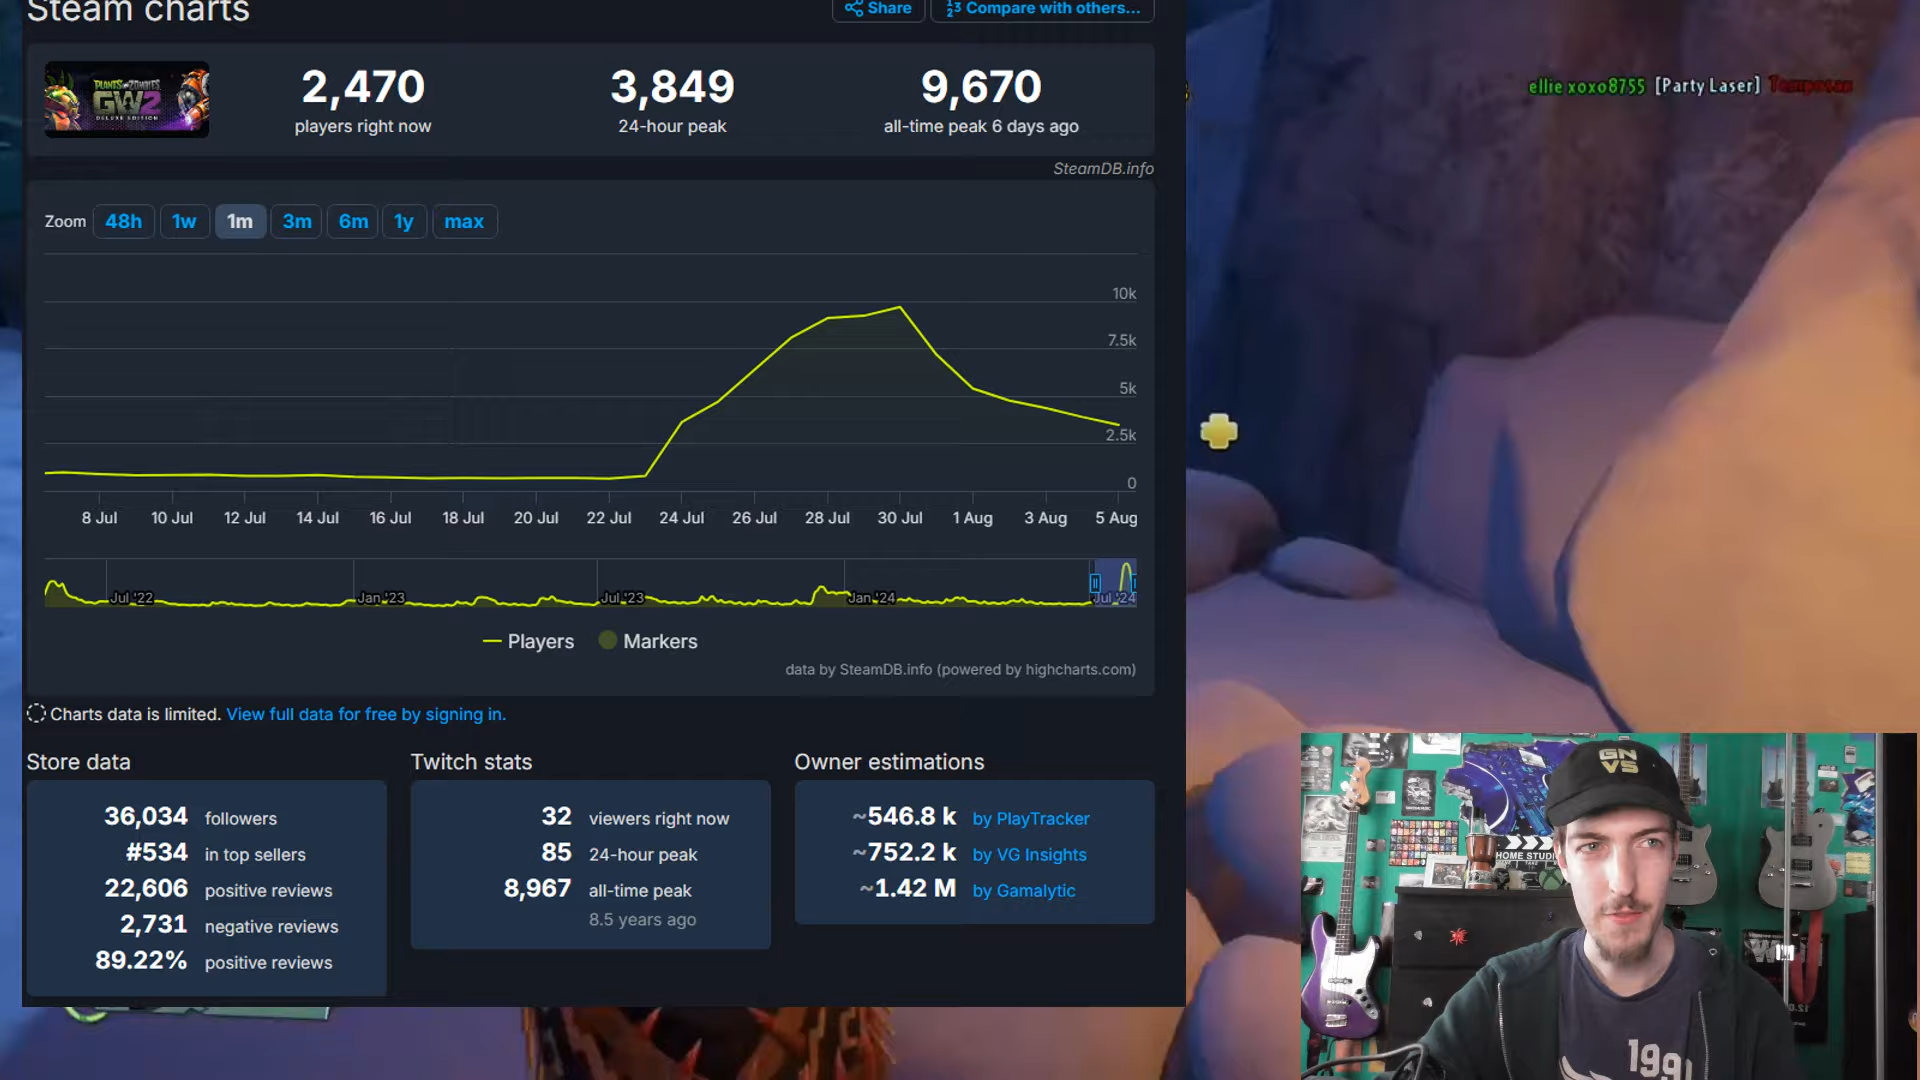 Steam charts
Share
Compare with others...
PLANTS vs. ZOMBIES
GW2
DELUXE EDITION
2,470
players right now
3,849
24-hour peak
9,670
all-time peak 6 days ago
SteamDB.info
Zoom 48h 1w 1m 3m 6m 1y max
10k
7.5k
5k
2.5k
0
8 Jul 10 Jul 12 Jul 14 Jul 16 Jul 18 Jul 20 Jul 22 Jul 24 Jul 26 Jul 28 Jul 30 Jul 1 Aug 3 Aug 5 Aug
Jul '22 Jan '23 Jul '23 Jan '24 Jul '24
Players Markers
data by SteamDB.info (powered by highcharts.com)
Charts data is limited. View full data for free by signing in.
Store data
36,034 followers
#534 in top sellers
22,606 positive reviews
2,731 negative reviews
89.22% positive reviews
Twitch stats
32 viewers right now
85 24-hour peak
8,967 all-time peak
8.5 years ago
Owner estimations
~546.8 k by PlayTracker
~752.2 k by VG Insights
~1.42 M by Gamalytic
ellie xoxo8755 [Party Laser]
GN
VS
HOME STUDI
199